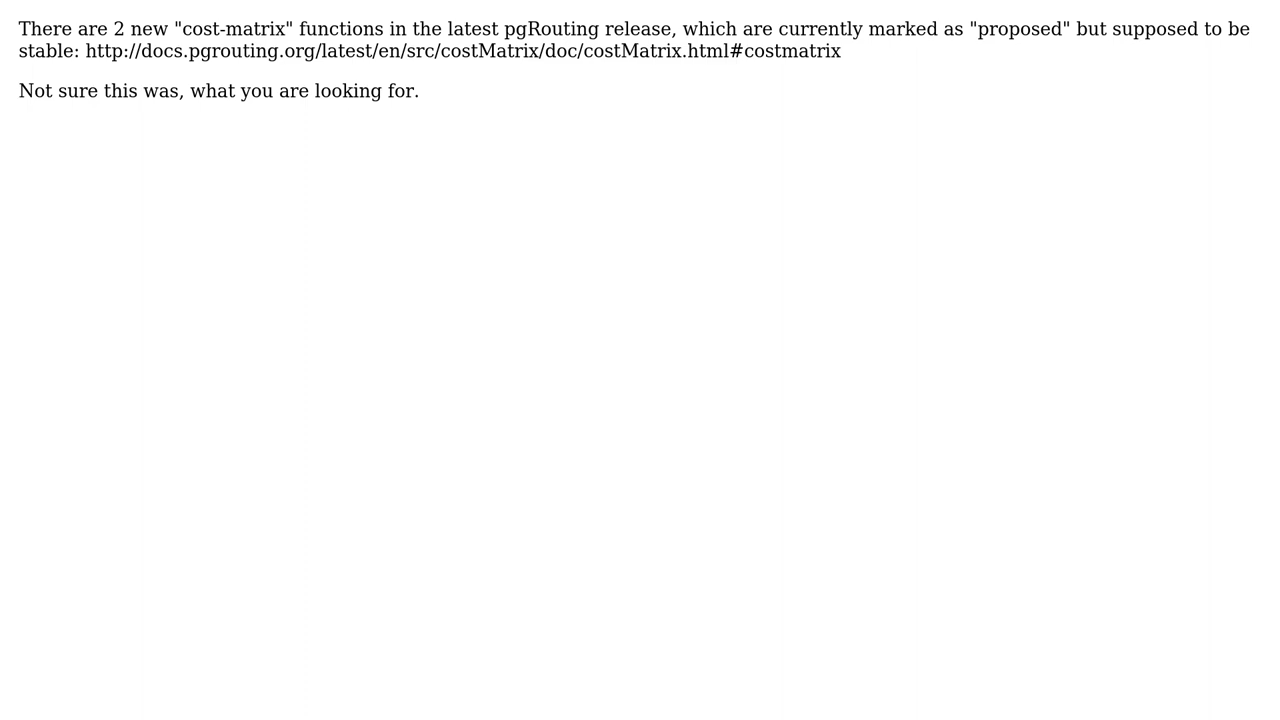 There are 2 new "cost-matrix" functions in the latest pgRouting release, which are currently marked as "proposed" but supposed to be
stable: http://docs.pgrouting.org/latest/en/src/costMatrix/doc/costMatrix.html#costmatrix
Not sure this was, what you are looking for.